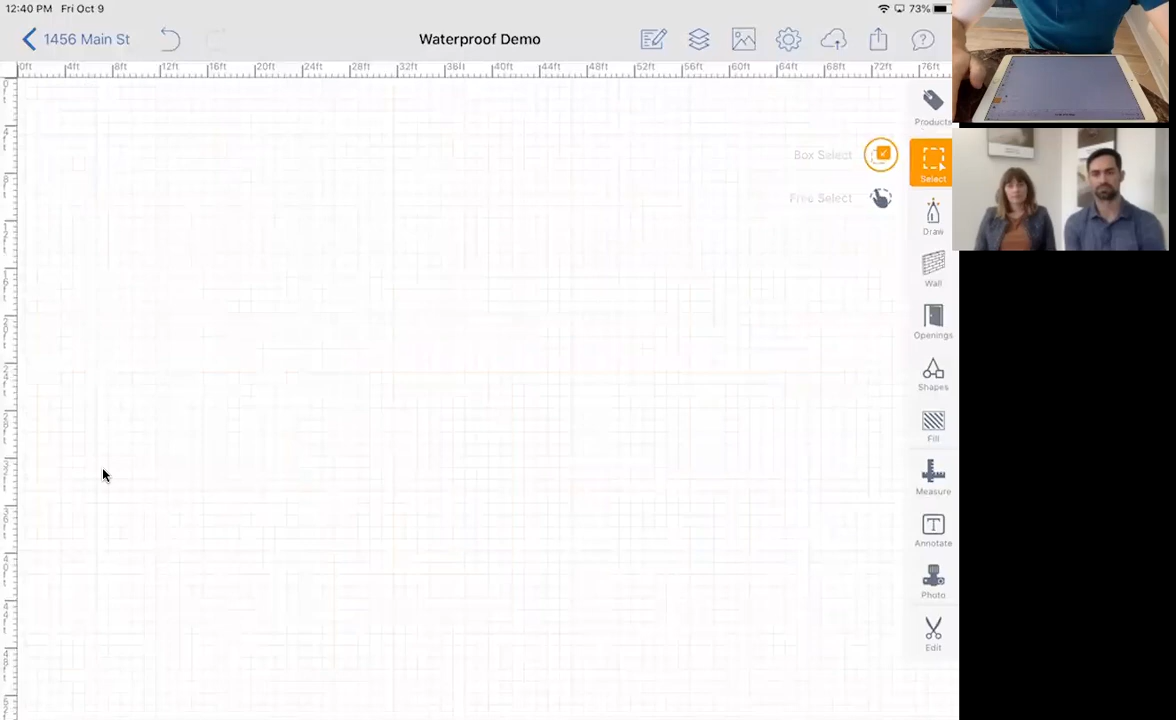 12:40 PM Fri Oct 9
73%
1456 Main St
Waterproof Demo
0ft 4ft 8ft 12ft 16ft 20ft 24ft 28ft 32ft 36ft 40ft 44ft 48ft 52ft 56ft 60ft 64ft 68ft 72ft 76ft
Products
Box Select
Select
Free Select
Draw
Wall
Openings
Shapes
Fill
Measure
T
Annotate
Photo
Edit